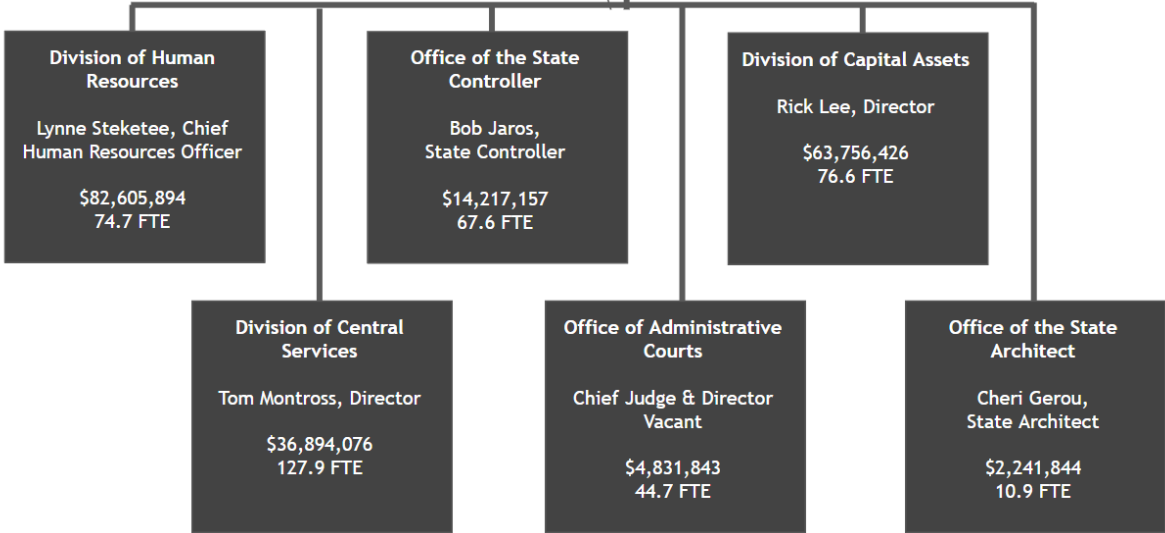 Division of Human
Resources
Lynne Steketee, Chief
Human Resources Officer
$82,605,894
74.7 FTE
Office of the State
Controller
Bob Jaros,
State Controller
$14,217,157
67.6 FTE
Division of Capital Assets
Rick Lee, Director
$63,756,426
76.6 FTE
Division of Central
Services
Tom Montross, Director
$36,894,076
127.9 FTE
Office of Administrative
Courts
Chief Judge & Director
Vacant
$4,831,843
44.7 FTE
Office of the State
Architect
Cheri Gerou,
State Architect
$2,241,844
10.9 FTE